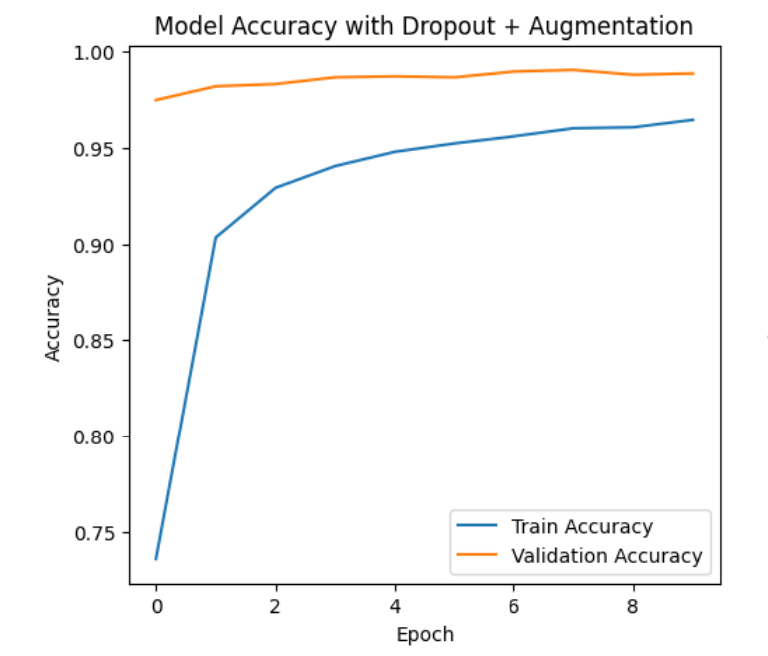 Model Accuracy with Dropout + Augmentation
1.00
0.95
0.90
0.85
0.80
0.75
Accuracy
Train Accuracy
Validation Accuracy
0 2 4 6 8
Epoch